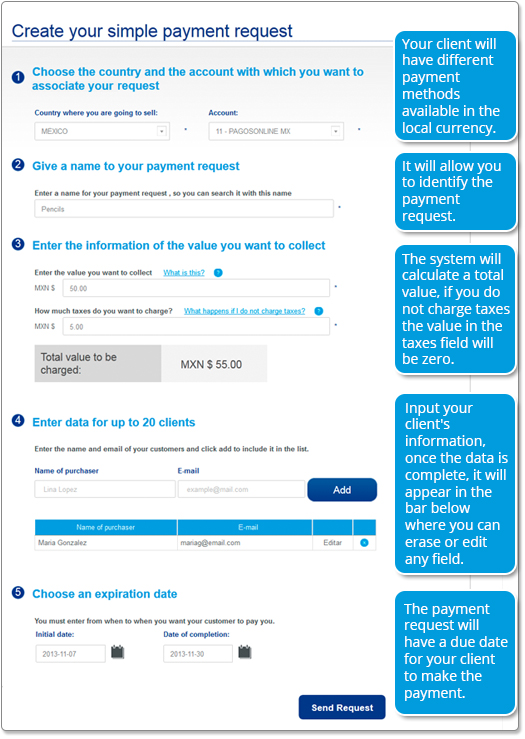 Create your simple payment request
1 Choose the country and the account with which you want to
associate your request
Country where you are going to sell: Account:
MEXICO * 11 - PAGOSONLINE MX *
Your client will
have different
payment
methods
available in the
local currency.
2 Give a name to your payment request
Enter a name for your payment request , so you can search it with this name
Pencils *
It will allow you
to identify the
payment
request.
3 Enter the information of the value you want to collect
Enter the value you want to collect What is this? ?
MXN $ 50.00 *
How much taxes do you want to charge? What happens if I do not charge taxes? ?
MXN $ 5.00 *
Total value to be
charged:
MXN $ 55.00
The system will
calculate a total
value, if you do
not charge taxes
the value in the
taxes field will
be zero.
4 Enter data for up to 20 clients
Enter the name and email of your customers and click add to include it in the list.
Name of purchaser E-mail
Lina Lopez example@mail.com Add
Name of purchaser E-mail
Maria Gonzalez mariag@email.com Editar
Input your
client's
information,
once the data is
complete, it will
appear in the
bar below
where you can
erase or edit
any field.
5 Choose an expiration date
You must enter from when to when you want your customer to pay you.
Initial date: Date of completion:
2013-11-07 2013-11-30
The payment
request will
have a due date
for your client
to make the
payment.
Send Request